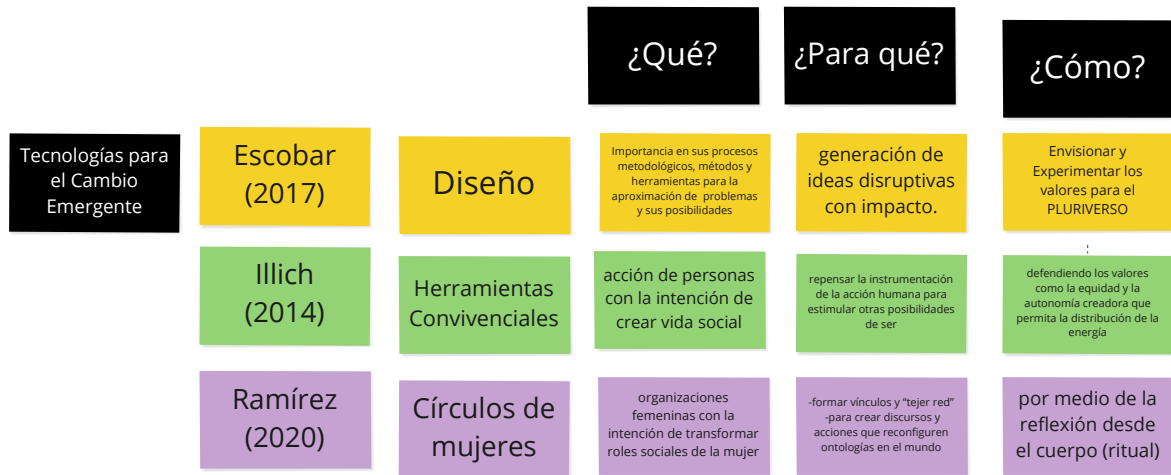 ¿Qué?
¿Para qué?
¿Cómo?
Tecnologías para
el Cambio
Emergente
Escobar
(2017)
Diseño
Importancia en sus procesos
metodológicos, métodos y
herramientas para la
aproximación de problemas
y sus posibilidades
generación de
ideas disruptivas
con impacto.
Envisionar y
Experimentar los
valores para el
PLURIVERSO
Illich
(2014)
Herramientas
Convivenciales
acción de personas
con la intención de
crear vida social
repensar la instrumentación
de la acción humana para
estimular otras posibilidades
de ser
defendiendo los valores
como la equidad y la
autonomía creadora que
permita la distribución de la
energía
Ramírez
(2020)
Círculos de
mujeres
organizaciones
femeninas con la
intención de transformar
roles sociales de la mujer
-formar vínculos y “tejer red”
-para crear discursos y
acciones que reconfiguren
ontologías en el mundo
por medio de la
reflexión desde
el cuerpo (ritual)